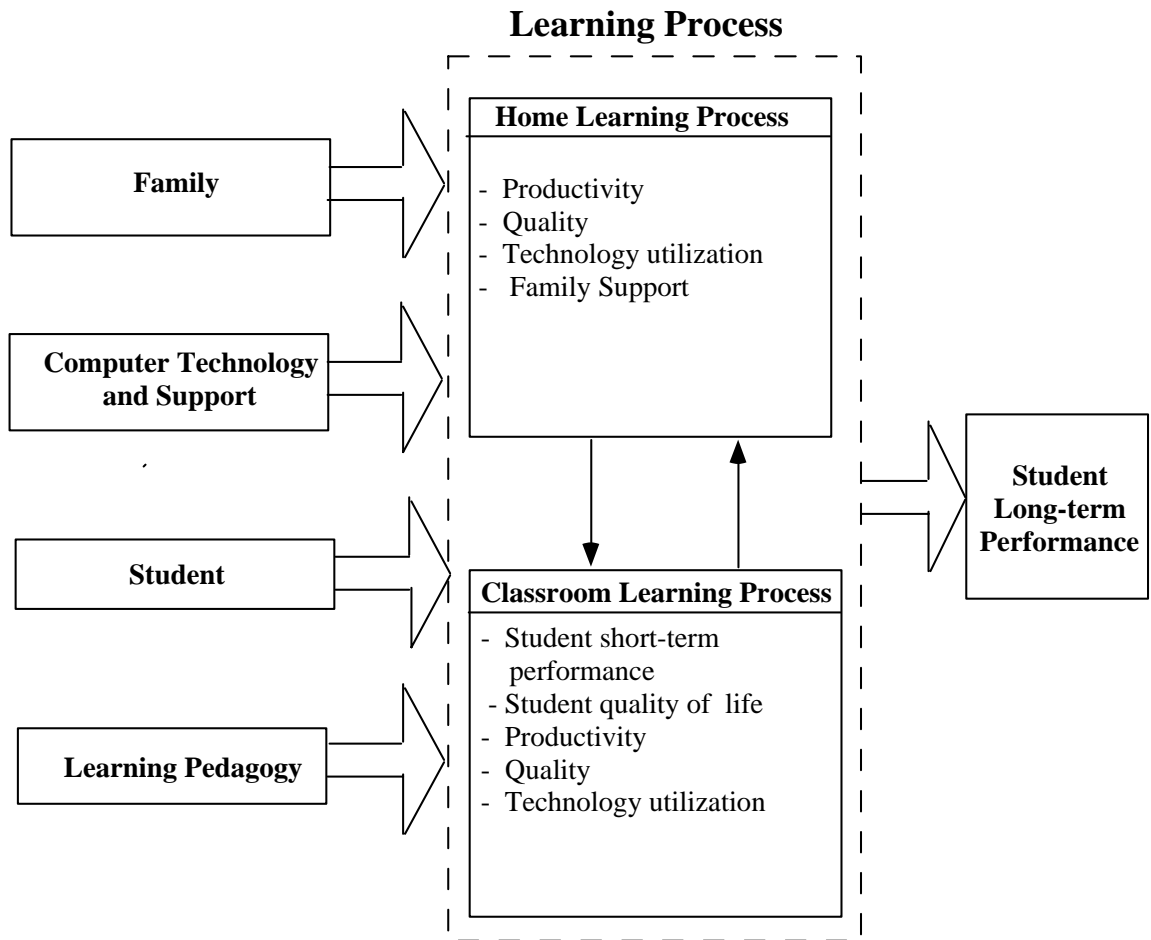 Learning Process
Family
Computer Technology
and Support
Student
Learning Pedagogy
Home Learning Process
- Productivity
- Quality
- Technology utilization
- Family Support
Classroom Learning Process
- Student short-term
performance
- Student quality of life
- Productivity
- Quality
- Technology utilization
Student
Long-term
Performance